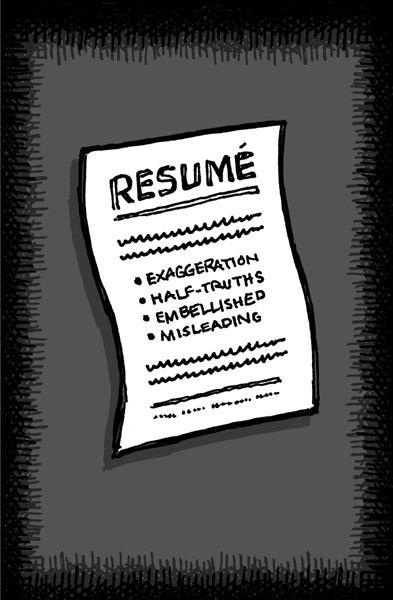 RESUMÉ
• EXAGGERATION
• HALF-TRUTHS
• EMBELLISHED
• MISLEADING